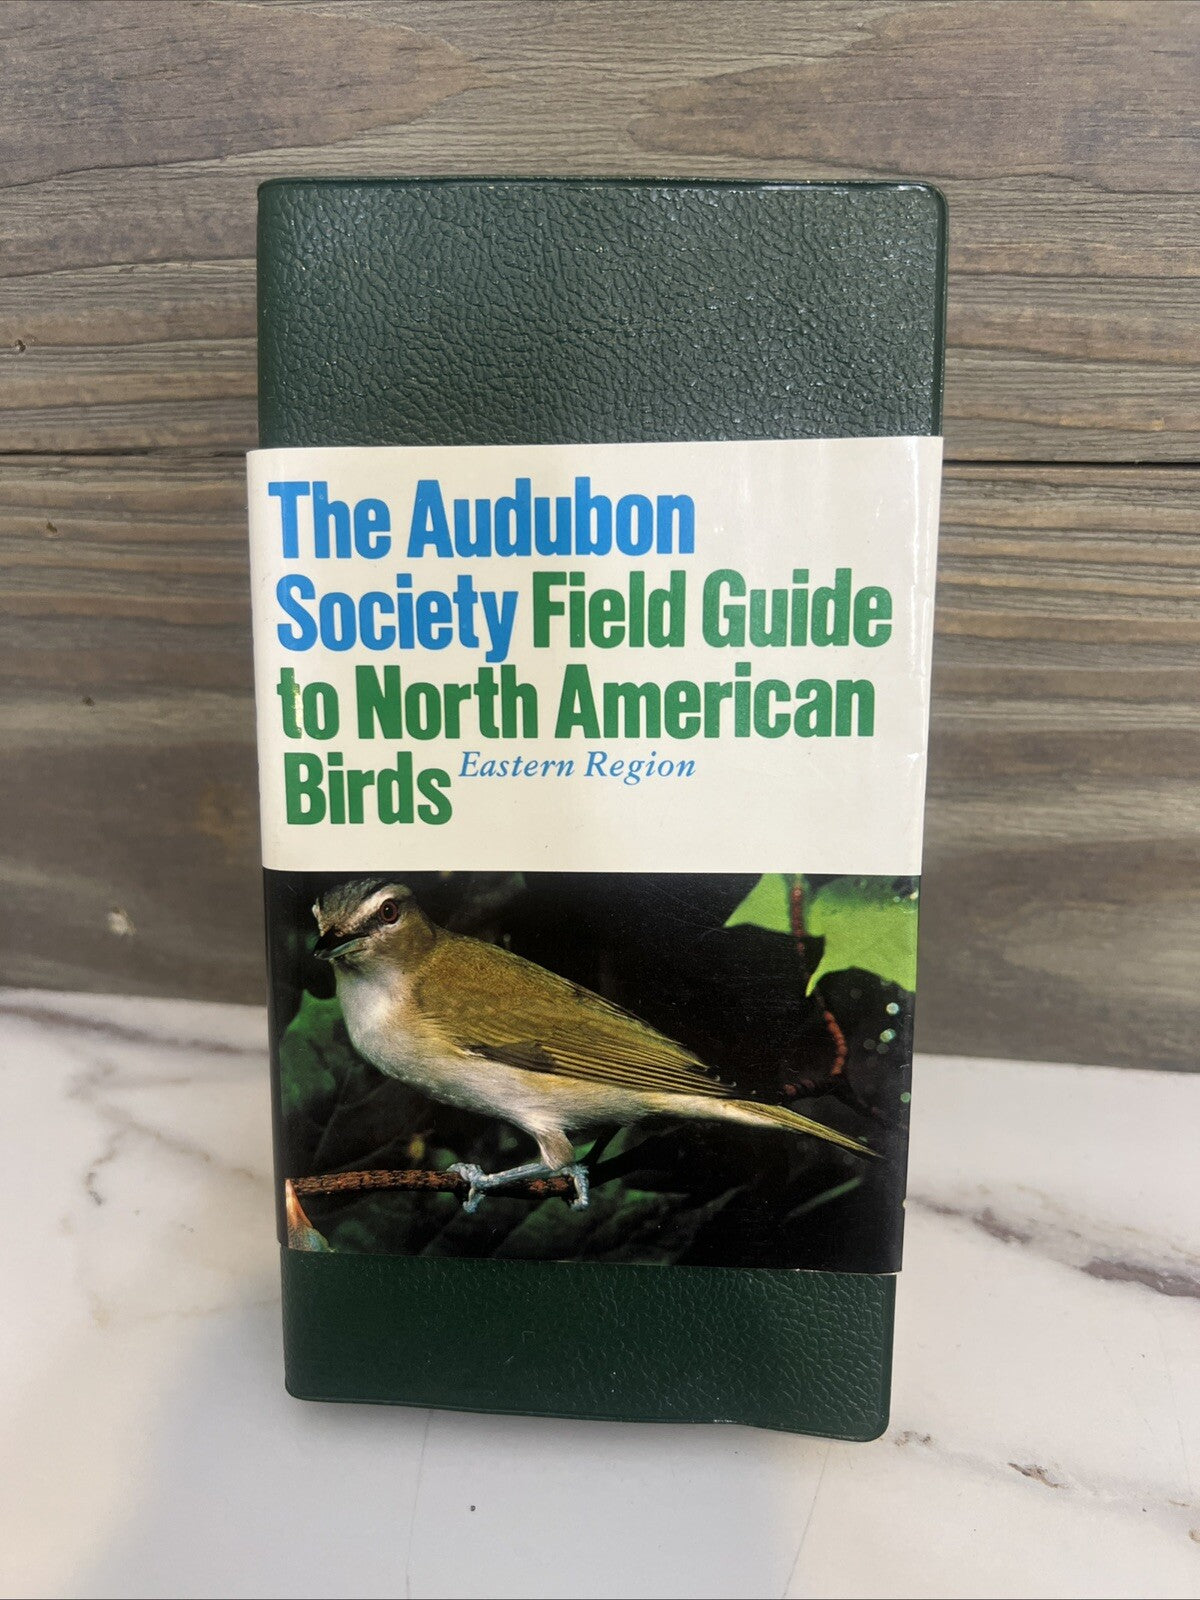 The Audubon
Society Field Guide
to North American
Birds Eastern Region